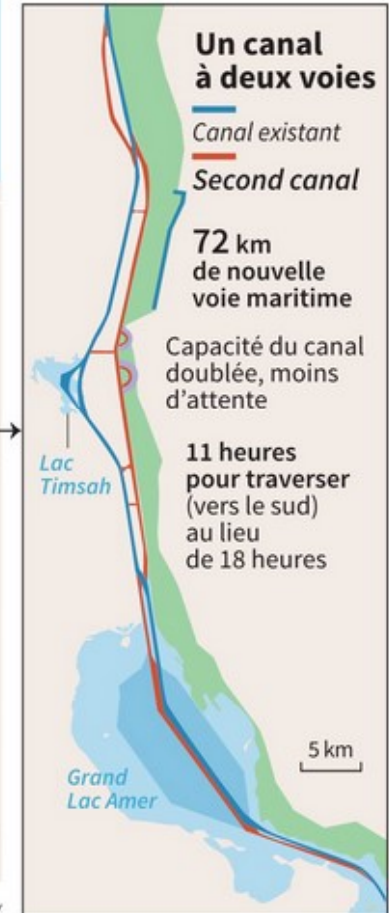 Un canal
à deux voies
Canal existant
Second canal
72 km
de nouvelle
voie maritime
Capacité du canal
doublée, moins
d’attente
Lac
Timsah
11 heures
pour traverser
(vers le sud)
au lieu
de 18 heures
5 km
Grand
Lac Amer